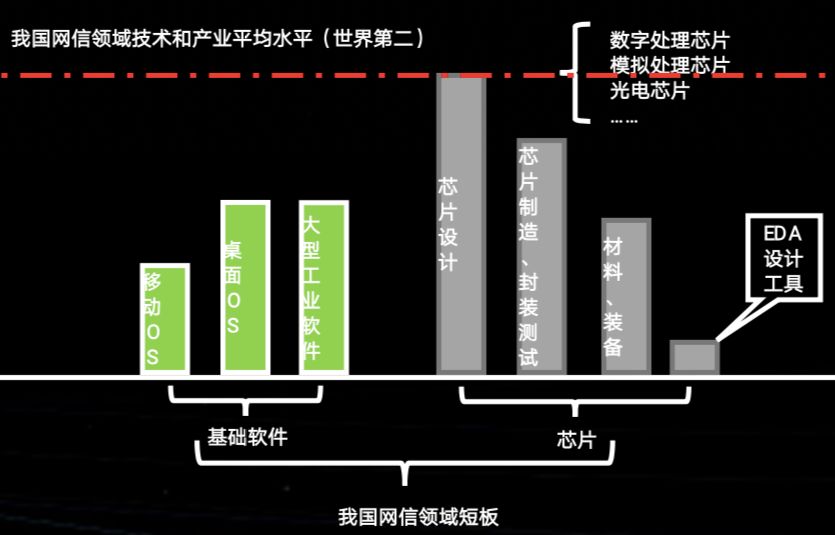 我国网信领域技术和产业平均水平（世界第二）
数字处理芯片
模拟处理芯片
光电芯片
……
移动OS
桌面OS
大型工业软件
芯片设计
芯片制造、封装测试
材料、装备
EDA
设计
工具
基础软件
芯片
我国网信领域短板